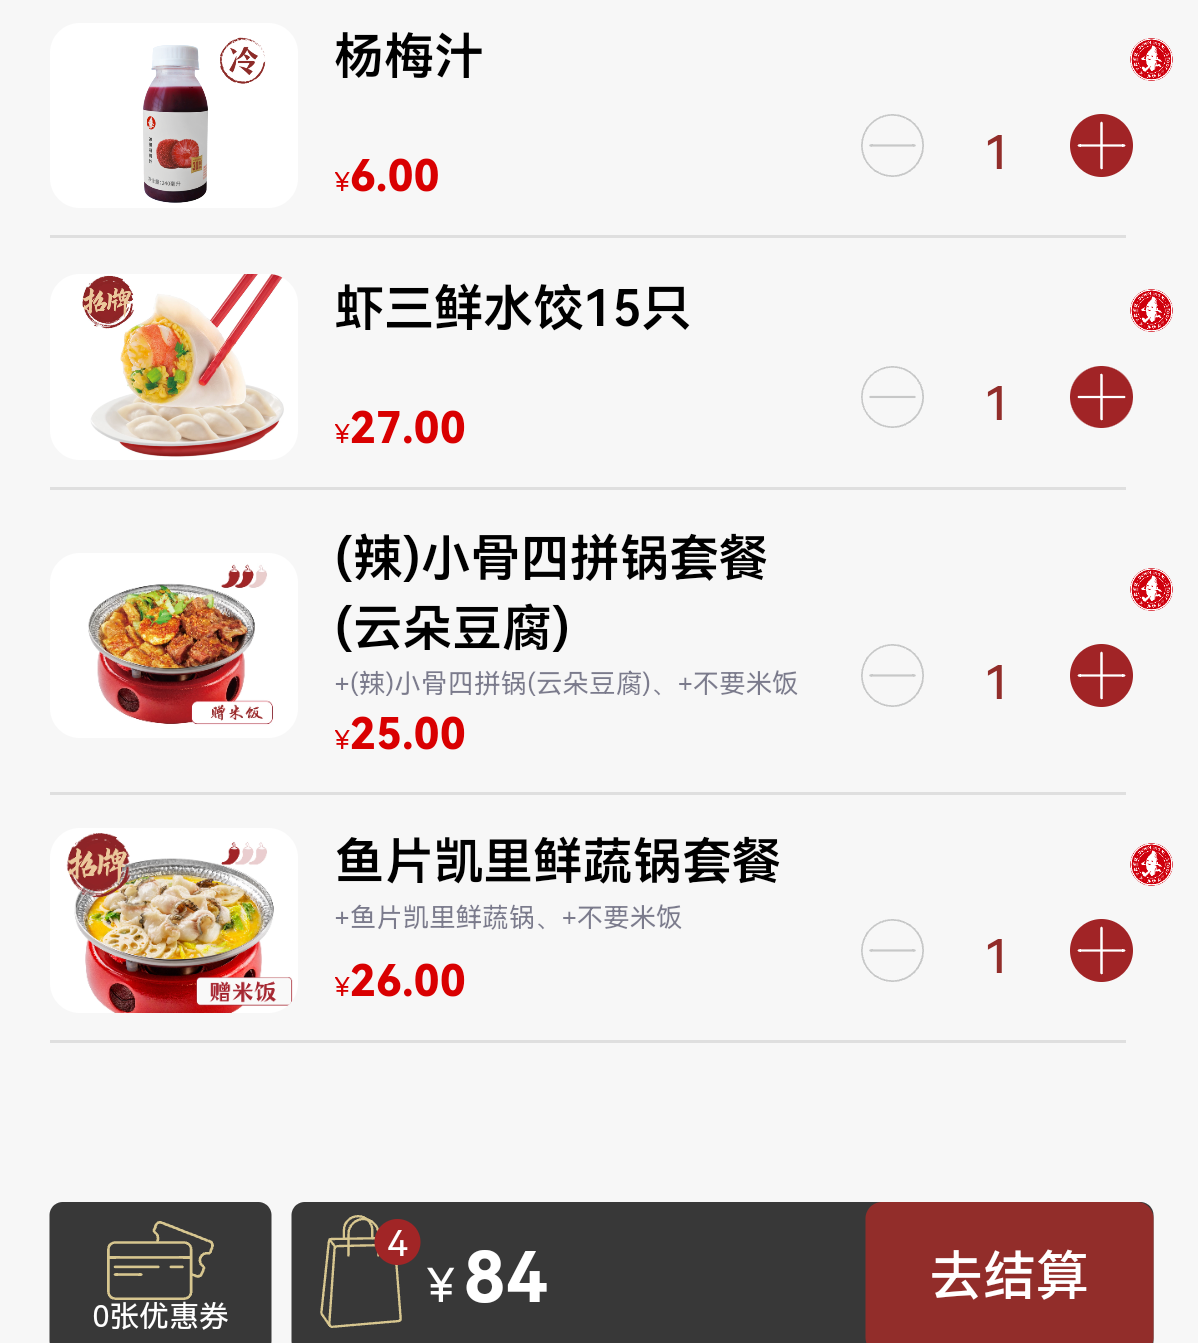 冷
杨梅汁
¥6.00
1
招牌
虾三鲜水饺15只
¥27.00
1
(辣)小骨四拼锅套餐
(云朵豆腐)
+(辣)小骨四拼锅(云朵豆腐)、+不要米饭
¥25.00
1
赠米饭
招牌
鱼片凯里鲜蔬锅套餐
+鱼片凯里鲜蔬锅、+不要米饭
¥26.00
1
赠米饭
0张优惠券
4
¥84
去结算